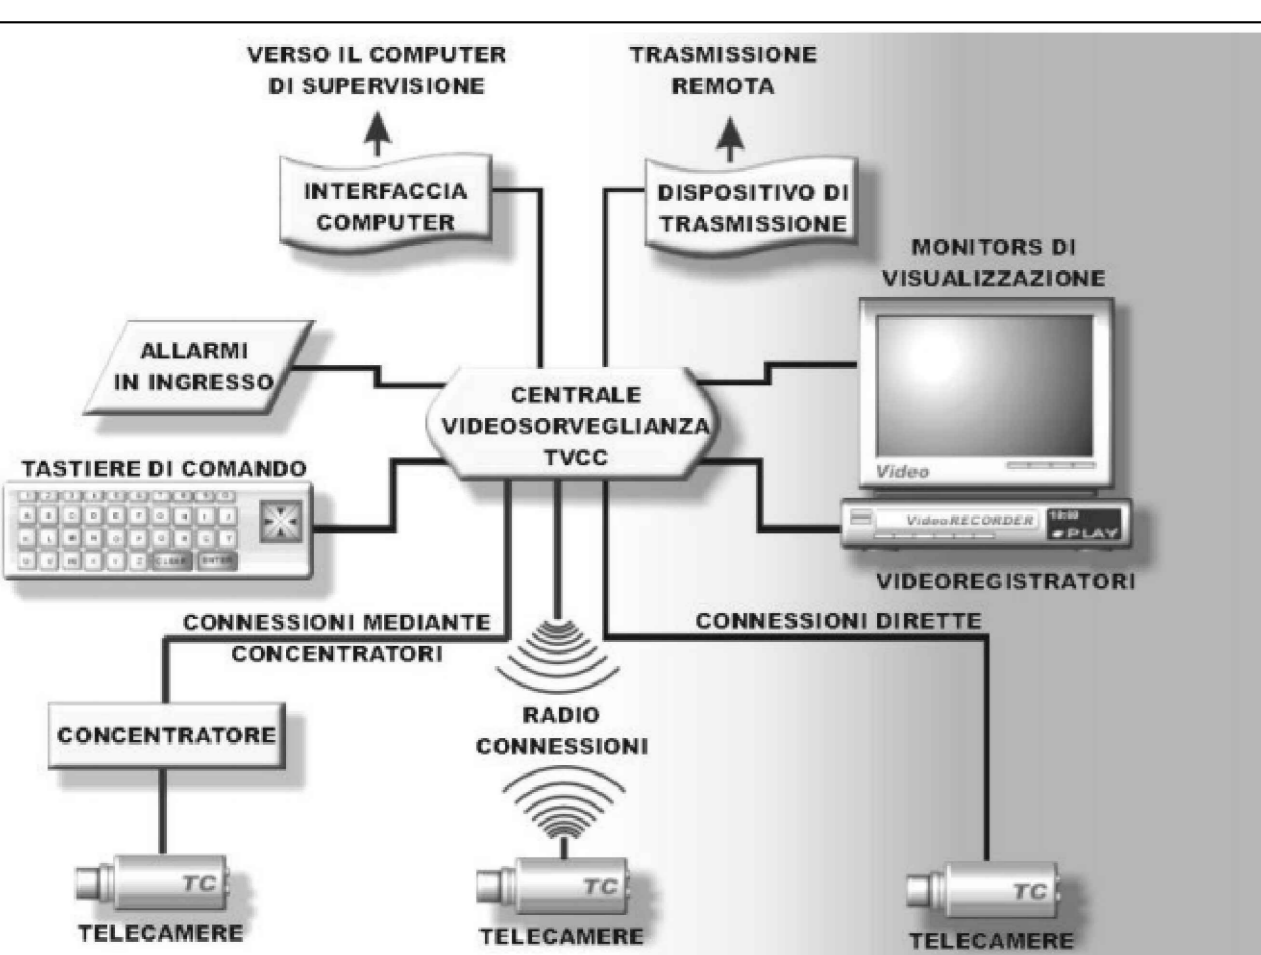 VERSO IL COMPUTER
DI SUPERVISIONE
TRASMISSIONE
REMOTA
INTERFACCIA
COMPUTER
DISPOSITIVO DI
TRASMISSIONE
MONITORS DI
VISUALIZZAZIONE
ALLARMI
IN INGRESSO
CENTRALE
VIDEOSORVEGLIANZA
TVCC
Video
TASTIERE DI COMANDO
CLEAR ENTER
VideoRECORDER
PLAY
VIDEOREGISTRATORI
CONNESSIONI MEDIANTE
CONCENTRATORI
CONNESSIONI DIRETTE
CONCENTRATORE
RADIO
CONNESSIONI
TC
TELECAMERE
TC
TELECAMERE
TC
TELECAMERE